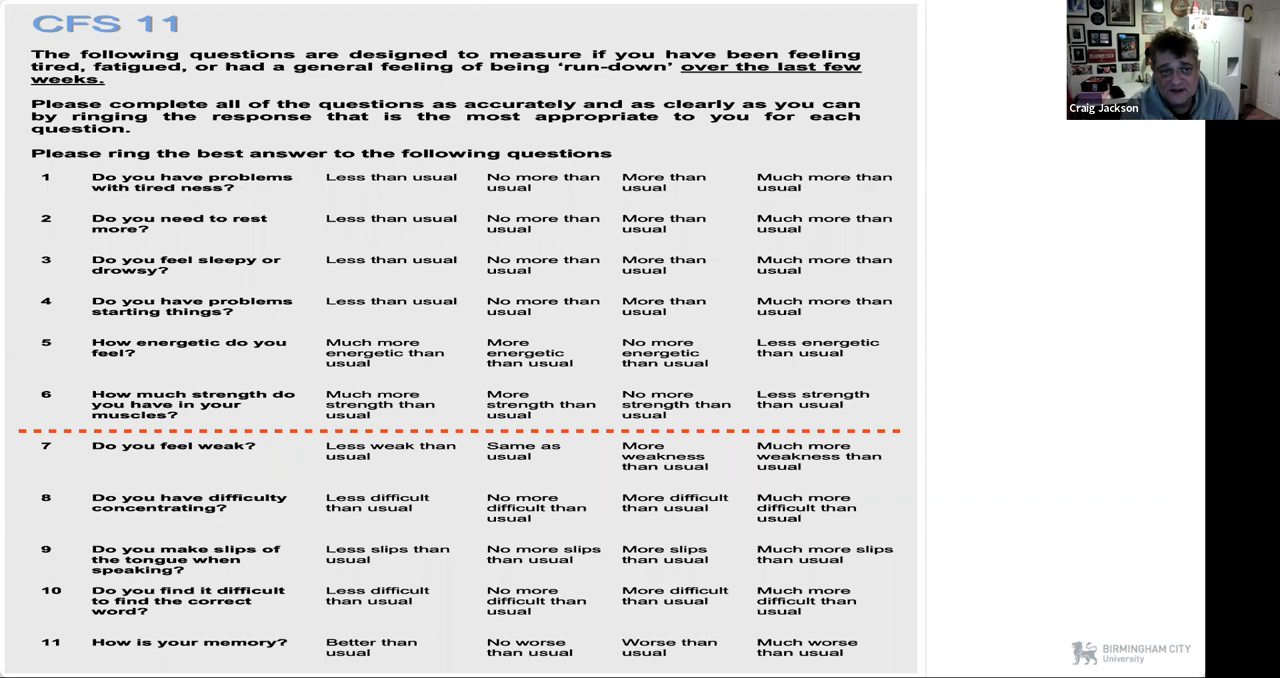 CFS 11
The following questions are designed to measure if you have been feeling
tired, fatigued, or had a general feeling of being ‘run-down’ over the last few
weeks.
Please complete all of the questions as accurately and as clearly as you can
by ringing the response that is the most appropriate to you for each
question.
Please ring the best answer to the following questions
1 Do you have problems Less than usual No more than More than Much more than
with tired ness? usual usual usual
2 Do you need to rest Less than usual No more than More than Much more than
more? usual usual usual
3 Do you feel sleepy or Less than usual No more than More than Much more than
drowsy? usual usual usual
4 Do you have problems Less than usual No more than More than Much more than
starting things? usual usual usual
5 How energetic do you Much more More No more Less energetic
feel? energetic than energetic energetic than usual
usual than usual than usual
6 How much strength do Much more More No more Less strength
you have in your strength than strength than strength than than usual
muscles? usual usual usual
7 Do you feel weak? Less weak than Same as More Much more
usual usual weakness weakness than
than usual usual
8 Do you have difficulty Less difficult No more More difficult Much more
concentrating? than usual difficult than than usual difficult than
usual usual
9 Do you make slips of Less slips than No more slips More slips Much more slips
the tongue when usual than usual than usual than usual
speaking?
10 Do you find it difficult Less difficult No more More difficult Much more
to find the correct than usual difficult than than usual difficult than
word? usual usual
11 How is your memory? Better than No worse Worse than Much worse
usual than usual usual than usual
Craig Jackson
BIRMINGHAM CITY
University